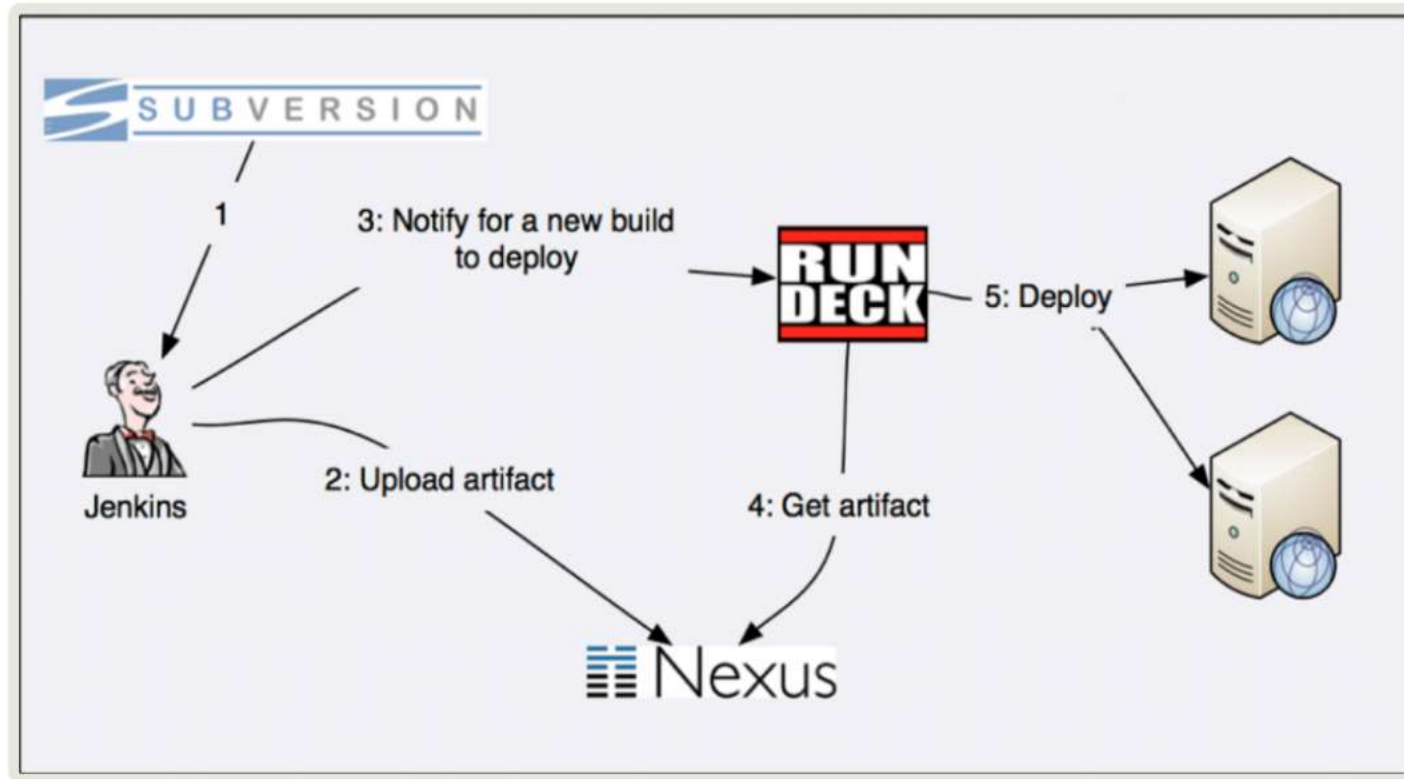 SUBVERSION
1
3: Notify for a new build
to deploy
RUN
DECK
5: Deploy
Jenkins
2: Upload artifact
4: Get artifact
Nexus